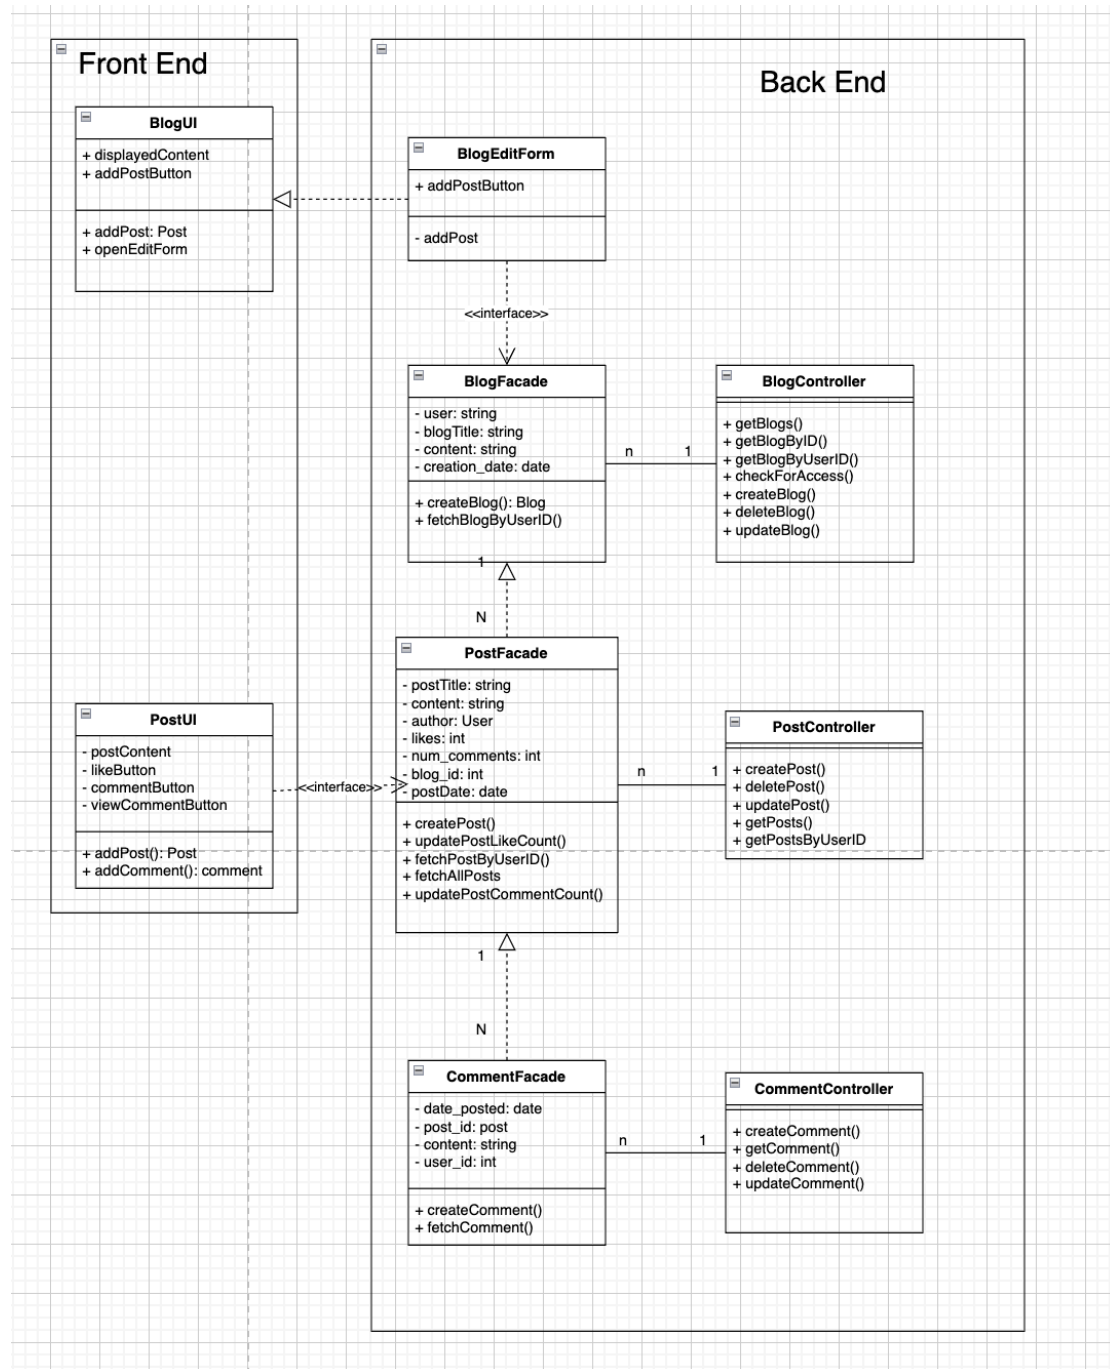 Front End
BlogUI
+ displayedContent
+ addPostButton
+ addPost: Post
+ openEditForm
PostUI
- postContent
- likeButton
- commentButton
- viewCommentButton
+ addPost(): Post
+ addComment(): comment
<<interface>>
Back End
BlogEditForm
+ addPostButton
- addPost
<<interface>>
BlogFacade
- user: string
- blogTitle: string
- content: string
- creation_date: date
+ createBlog(): Blog
+ fetchBlogByUserID()
n 1
BlogController
+ getBlogs()
+ getBlogByID()
+ getBlogByUserID()
+ checkForAccess()
+ createBlog()
+ deleteBlog()
+ updateBlog()
1
N
PostFacade
- postTitle: string
- content: string
- author: User
- likes: int
- num_comments: int
- blog_id: int
- postDate: date
+ createPost()
+ updatePostLikeCount()
+ fetchPostByUserID()
+ fetchAllPosts
+ updatePostCommentCount()
n 1
PostController
+ createPost()
+ deletePost()
+ updatePost()
+ getPosts()
+ getPostsByUserID
1
N
CommentFacade
- date_posted: date
- post_id: post
- content: string
- user_id: int
+ createComment()
+ fetchComment()
n 1
CommentController
+ createComment()
+ getComment()
+ deleteComment()
+ updateComment()